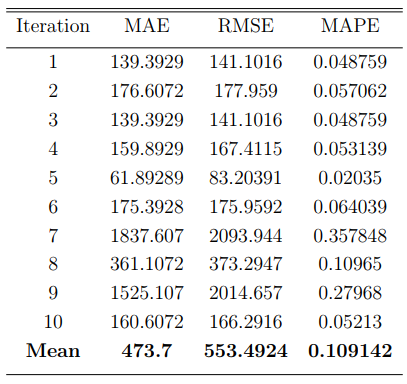 Iteration MAE RMSE MAPE
1 139.3929 141.1016 0.048759
2 176.6072 177.959 0.057062
3 139.3929 141.1016 0.048759
4 159.8929 167.4115 0.053139
5 61.89289 83.20391 0.02035
6 175.3928 175.9592 0.064039
7 1837.607 2093.944 0.357848
8 361.1072 373.2947 0.10965
9 1525.107 2014.657 0.27968
10 160.6072 166.2916 0.05213
Mean 473.7 553.4924 0.109142